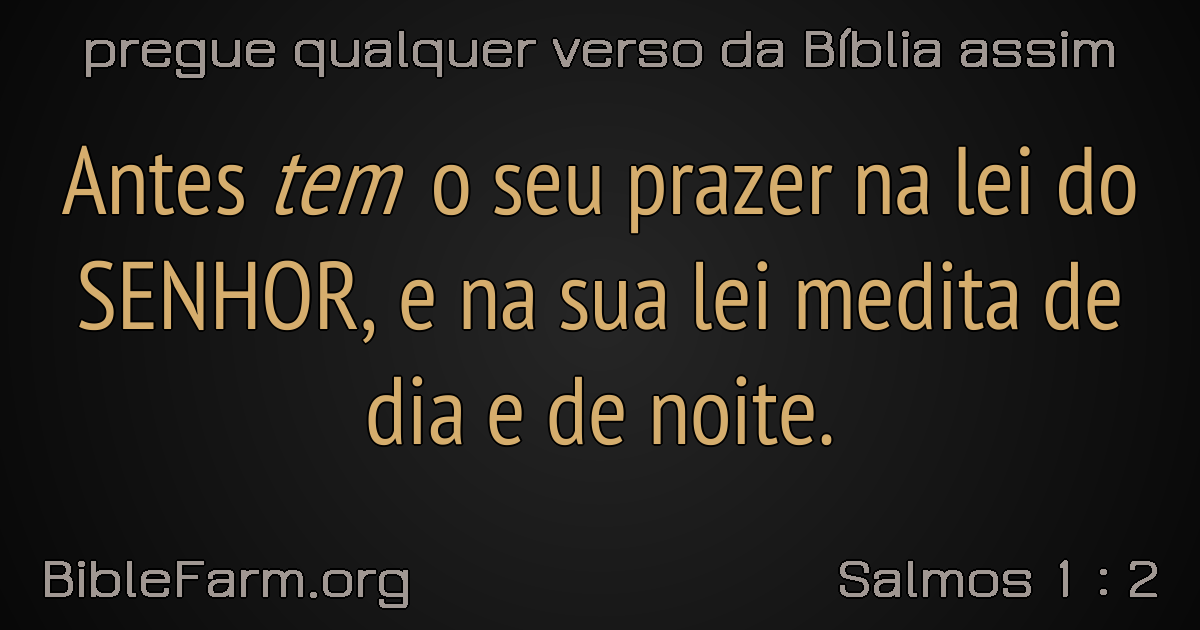 pregue qualquer verso da Bíblia assim
Antes tem o seu prazer na lei do
SENHOR, e na sua lei medita de
dia e de noite.
BibleFarm.org
Salmos 1 : 2